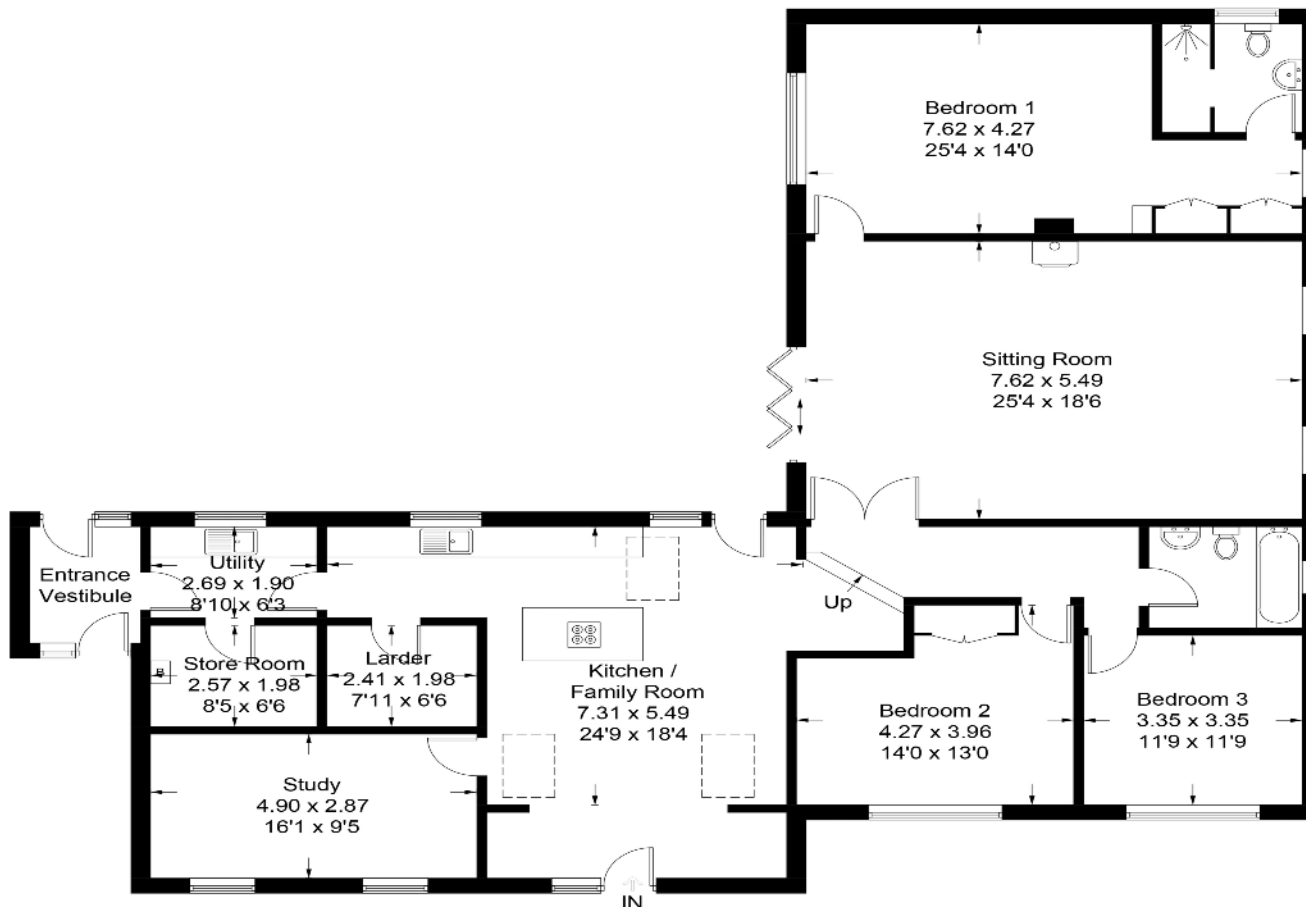 Bedroom 1
7.62 x 4.27
25'4 x 14'0
Sitting Room
7.62 x 5.49
25'4 x 18'6
Entrance
Vestibule
Utility
2.69 x 1.90
8'10 x 6'3
Up
Store Room
2.57 x 1.98
8'5 x 6'6
B
Larder
2.41 x 1.98
7'11 x 6'6
Kitchen /
Family Room
7.31 x 5.49
24'9 x 18'4
Bedroom 2
4.27 x 3.96
14'0 x 13'0
Bedroom 3
3.35 x 3.35
11'9 x 11'9
Study
4.90 x 2.87
16'1 x 9'5
IN